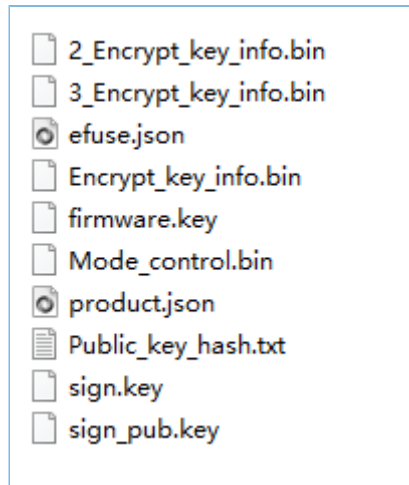 2_Encrypt_key_info.bin
3_Encrypt_key_info.bin
efuse.json
Encrypt_key_info.bin
firmware.key
Mode_control.bin
product.json
Public_key_hash.txt
sign.key
sign_pub.key